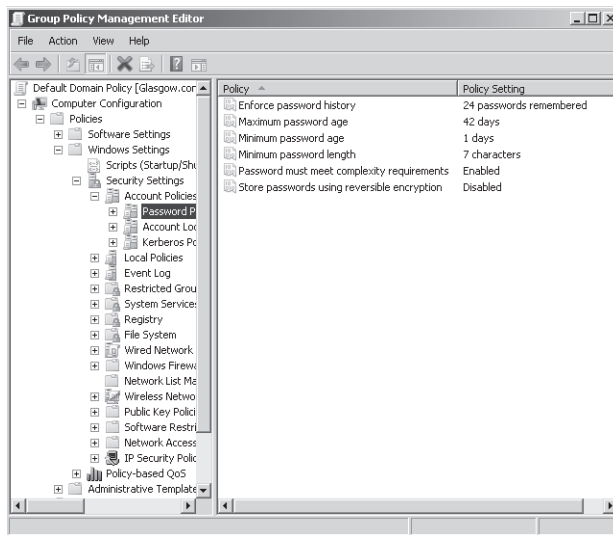 Group Policy Management Editor
File Action View Help
Default Domain Policy [Glasgow.cor
Computer Configuration
Policies
Software Settings
Windows Settings
Scripts (Startup/Shu
Security Settings
Account Policies
Password P
Account Loc
Kerberos Po
Local Policies
Event Log
Restricted Grou
System Services
Registry
File System
Wired Network
Windows Firewa
Network List Ma
Wireless Netwo
Public Key Polici
Software Restri
Network Access
IP Security Polic
Policy-based QoS
Administrative Template
Policy Policy Setting
Enforce password history 24 passwords remembered
Maximum password age 42 days
Minimum password age 1 days
Minimum password length 7 characters
Password must meet complexity requirements Enabled
Store passwords using reversible encryption Disabled